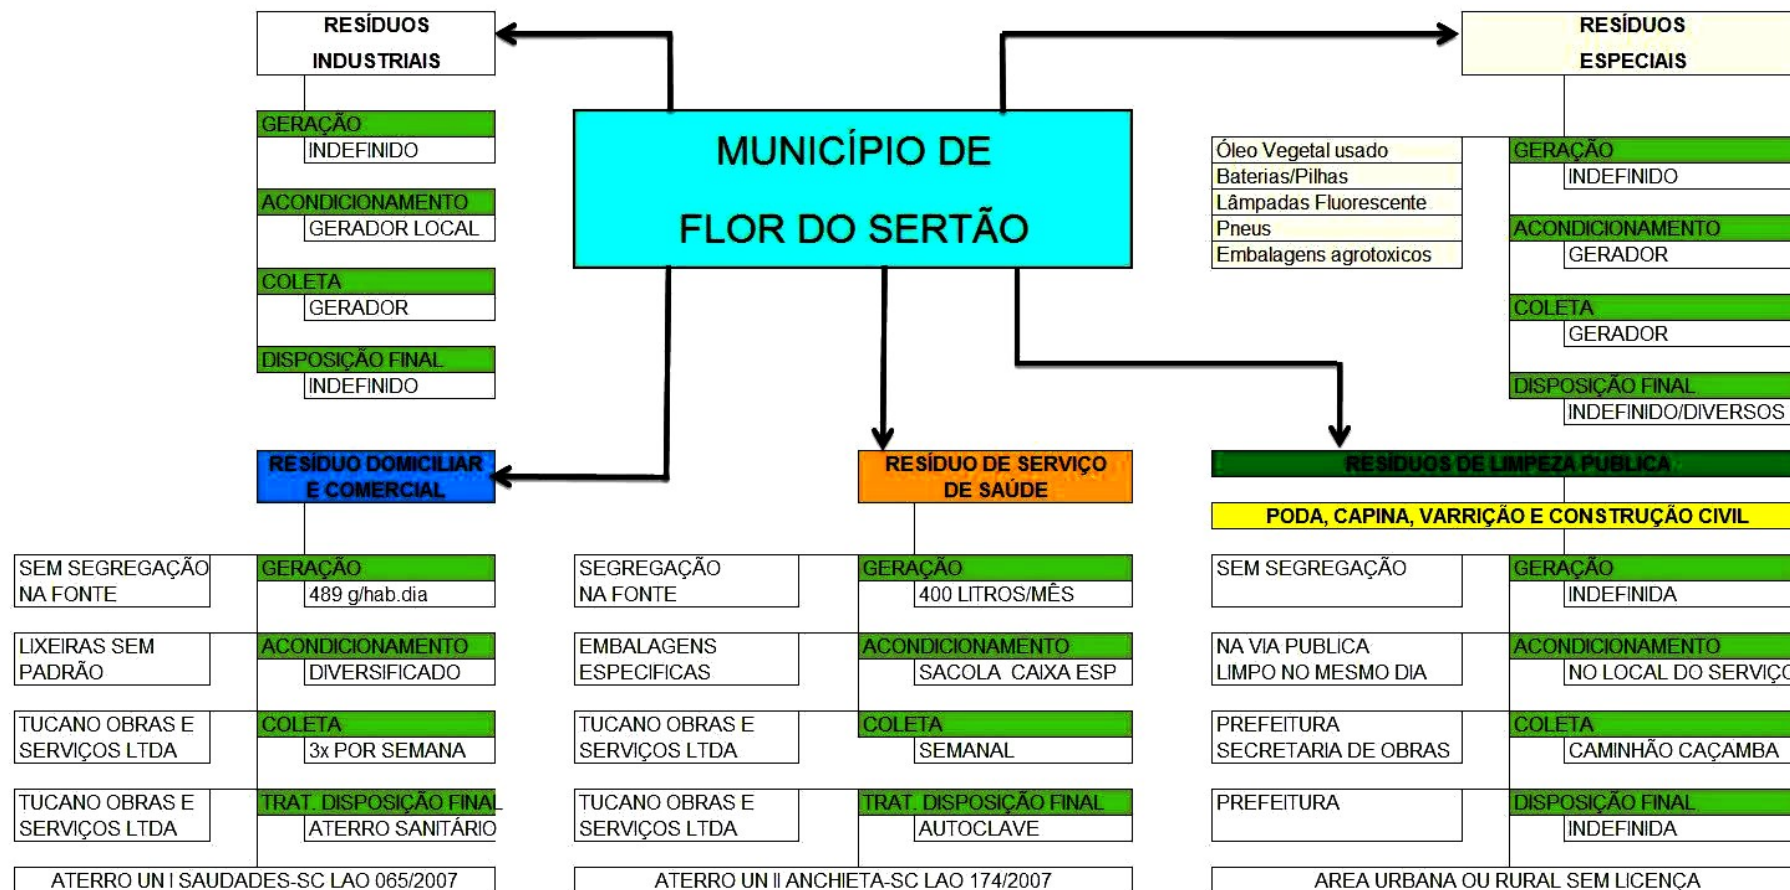 RESÍDUOS
INDUSTRIAIS
GERAÇÃO
INDEFINIDO
ACONDICIONAMENTO
GERADOR LOCAL
COLETA
GERADOR
DISPOSIÇÃO FINAL
INDEFINIDO
MUNICÍPIO DE
FLOR DO SERTÃO
RESÍDUOS
ESPECIAIS
Óleo Vegetal usado
Baterias/Pilhas
Lâmpadas Fluorescente
Pneus
Embalagens agrotoxicos
GERAÇÃO
INDEFINIDO
ACONDICIONAMENTO
GERADOR
COLETA
GERADOR
DISPOSIÇÃO FINAL
INDEFINIDO/DIVERSOS
RESÍDUO DOMICILIAR
E COMERCIAL
SEM SEGREGAÇÃO
NA FONTE
GERAÇÃO
489 g/hab.dia
LIXEIRAS SEM
PADRÃO
ACONDICIONAMENTO
DIVERSIFICADO
TUCANO OBRAS E
SERVIÇOS LTDA
COLETA
3x POR SEMANA
TUCANO OBRAS E
SERVIÇOS LTDA
TRAT. DISPOSIÇÃO FINAL
ATERRO SANITÁRIO
ATERRO UN I SAUDADES-SC LAO 065/2007
RESÍDUO DE SERVIÇO
DE SAÚDE
SEGREGAÇÃO
NA FONTE
GERAÇÃO
400 LITROS/MÊS
EMBALAGENS
ESPECIFICAS
ACONDICIONAMENTO
SACOLA CAIXA ESP
TUCANO OBRAS E
SERVIÇOS LTDA
COLETA
SEMANAL
TUCANO OBRAS E
SERVIÇOS LTDA
TRAT. DISPOSIÇÃO FINAL
AUTOCLAVE
ATERRO UN II ANCHIETA-SC LAO 174/2007
RESÍDUOS DE LIMPEZA PUBLICA
PODA, CAPINA, VARRIÇÃO E CONSTRUÇÃO CIVIL
SEM SEGREGAÇÃO
GERAÇÃO
INDEFINIDA
NA VIA PUBLICA
LIMPO NO MESMO DIA
ACONDICIONAMENTO
NO LOCAL DO SERVIÇO
PREFEITURA
SECRETARIA DE OBRAS
COLETA
CAMINHÃO CAÇAMBA
PREFEITURA
DISPOSIÇÃO FINAL
INDEFINIDA
AREA URBANA OU RURAL SEM LICENÇA